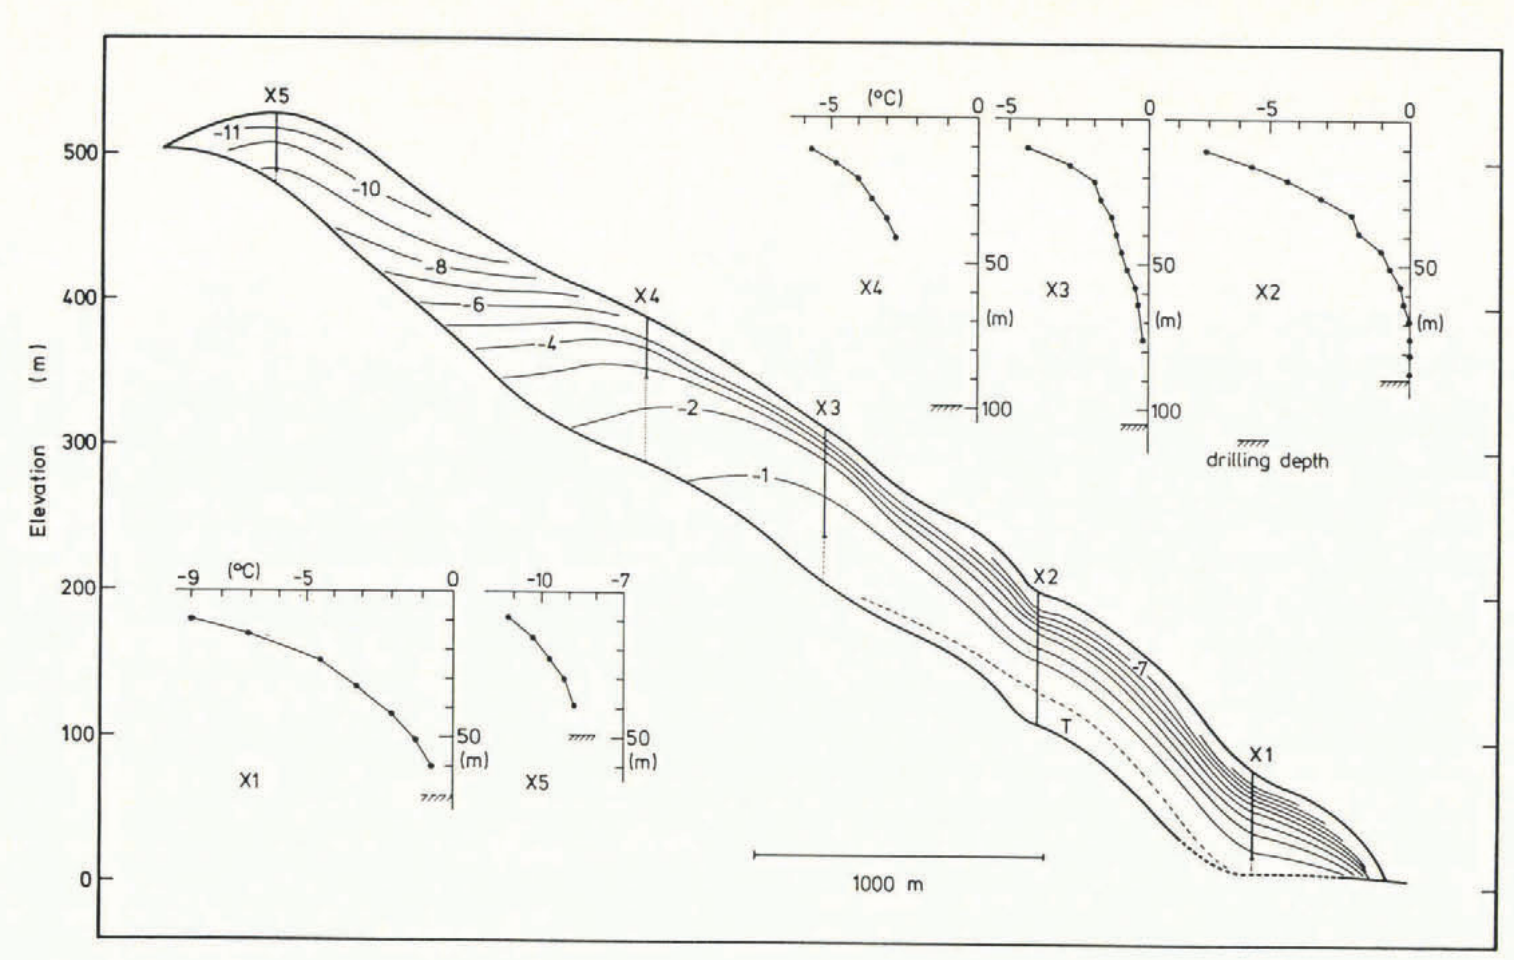 X5
-5 (°C) 0 -5 0 -5 0
500
-11
-10
-8
400
X4
-6
-4
50 50 50
X4 X3 X2
(m) (m) (m)
Elevation (m)
X3
-2
100 100
300
drilling depth
-1
-9 (°C) -5 0 -10 -7
200
X2
-7
T
100
50 50
(m) (m)
X1 X5
X1
0
1000 m